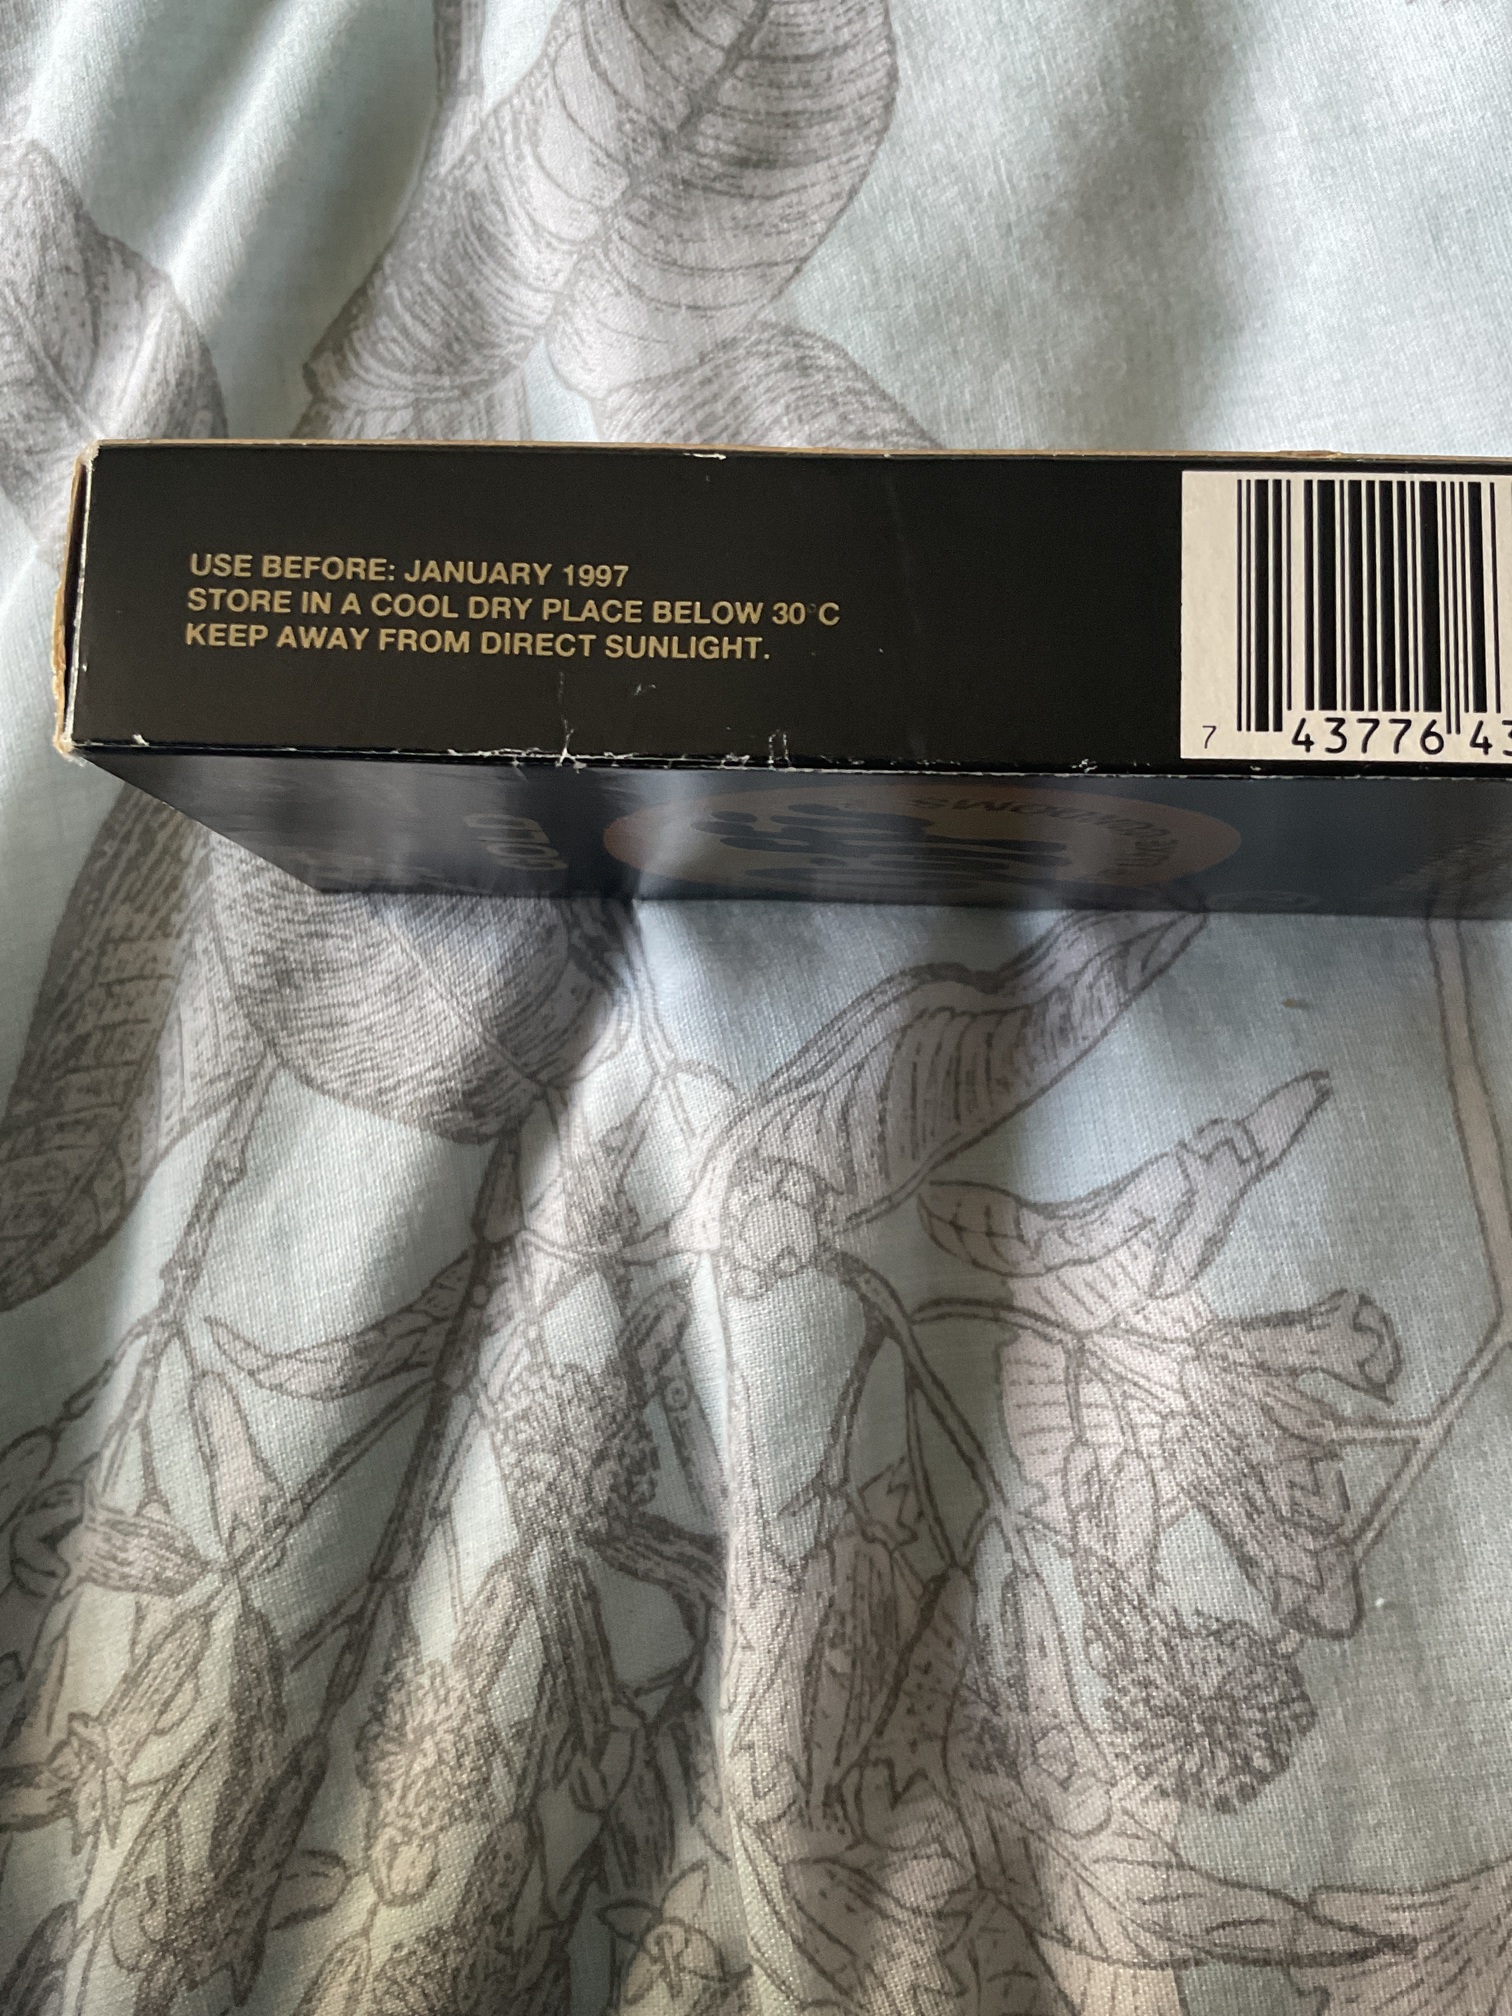 USE BEFORE: JANUARY 1997
STORE IN A COOL DRY PLACE BELOW 30°C
KEEP AWAY FROM DIRECT SUNLIGHT.
7 43776 43